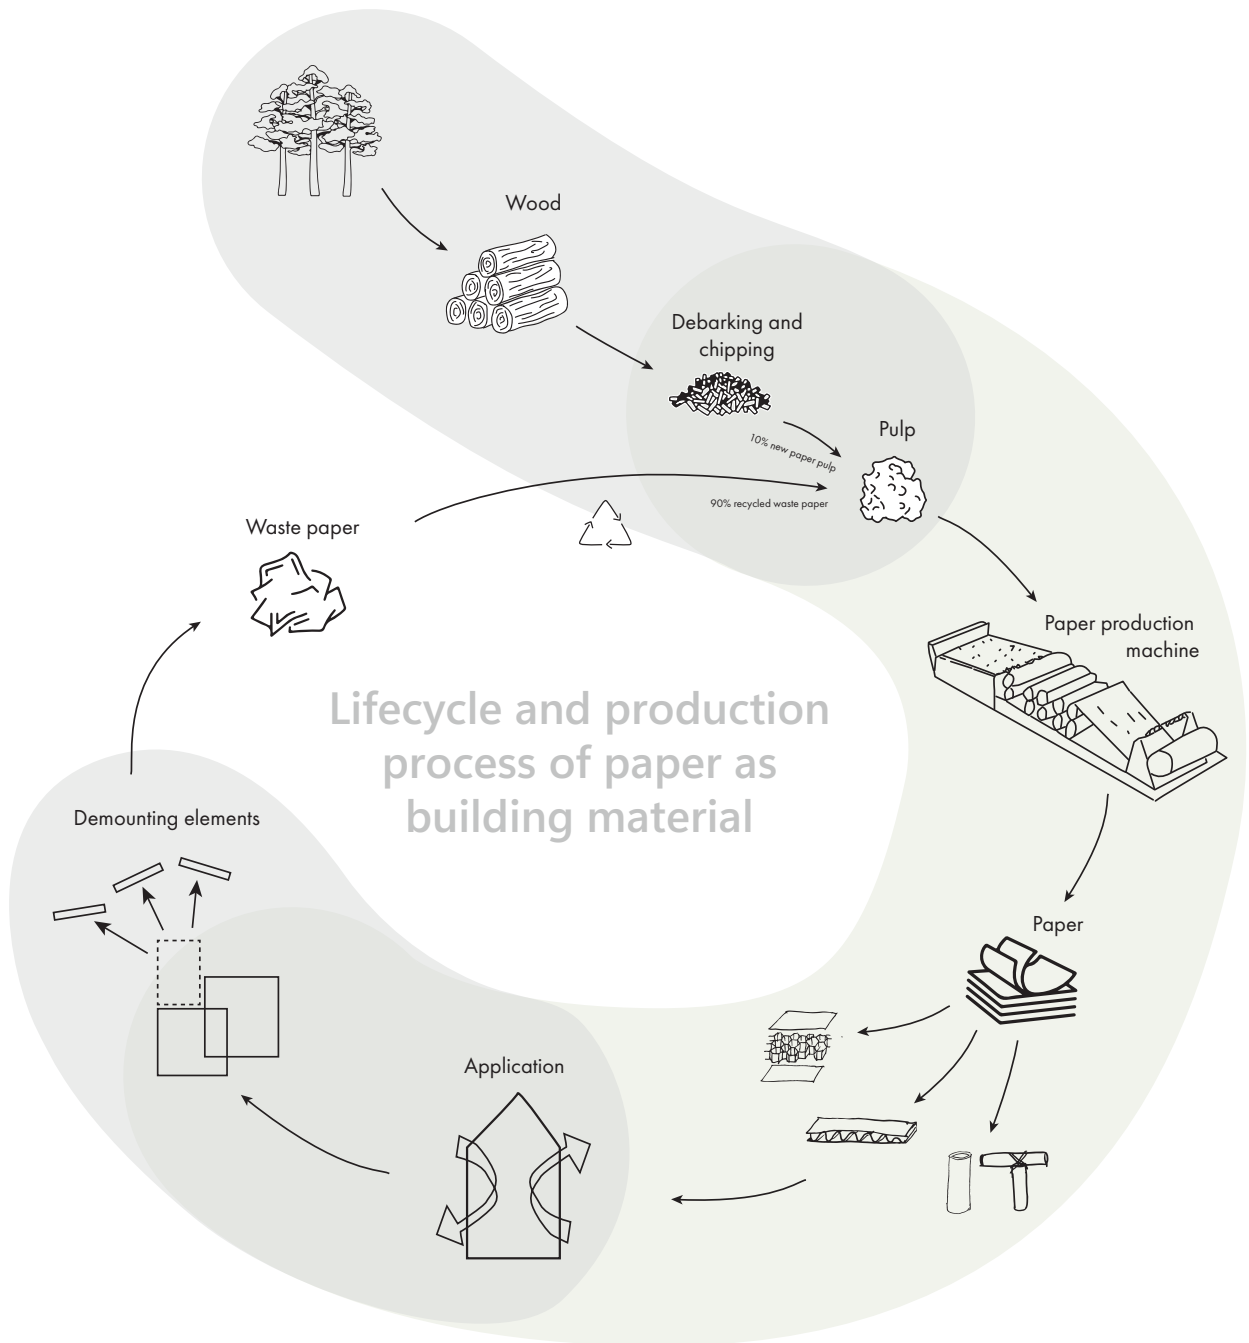 Wood
Debarking and
chipping
10% new paper pulp
Pulp
90% recycled waste paper
Waste paper
Paper production
machine
Lifecycle and production
process of paper as
building material
Demounting elements
Paper
Application